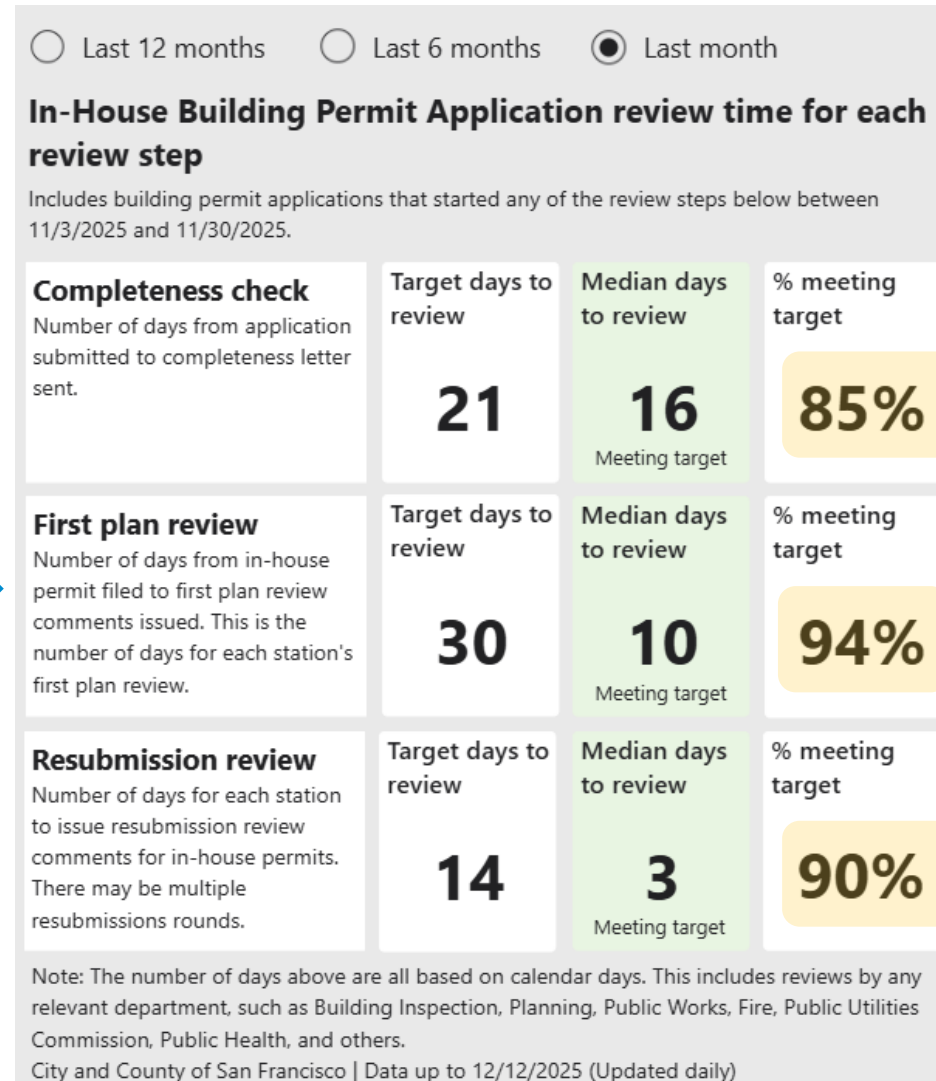 Last 12 months
Last 6 months
Last month
In-House Building Permit Application review time for each
review step
Includes building permit applications that started any of the review steps below between
11/3/2025 and 11/30/2025.
Completeness check
Number of days from application
submitted to completeness letter
sent.
Target days to
review
21
Median days
to review
16
Meeting target
% meeting
target
85%
First plan review
Number of days from in-house
permit filed to first plan review
comments issued. This is the
number of days for each station's
first plan review.
Target days to
review
30
Median days
to review
10
Meeting target
% meeting
target
94%
Resubmission review
Number of days for each station
to issue resubmission review
comments for in-house permits.
There may be multiple
resubmissions rounds.
Target days to
review
14
Median days
to review
3
Meeting target
% meeting
target
90%
Note: The number of days above are all based on calendar days. This includes reviews by any
relevant department, such as Building Inspection, Planning, Public Works, Fire, Public Utilities
Commission, Public Health, and others.
City and County of San Francisco | Data up to 12/12/2025 (Updated daily)